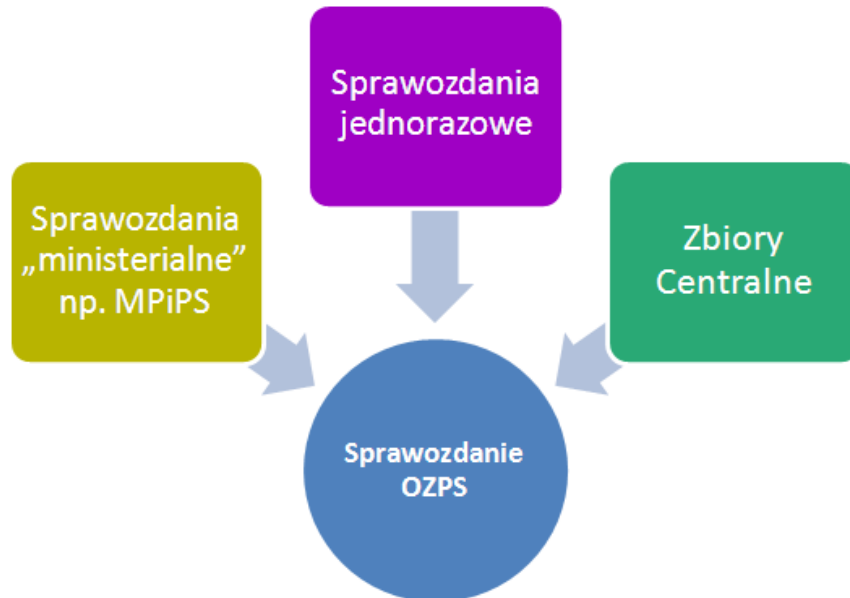 Sprawozdania
jednorazowe
Sprawozdania
„ministerialne”
np. MPiPS
Zbiory
Centralne
Sprawozdanie
OZPS